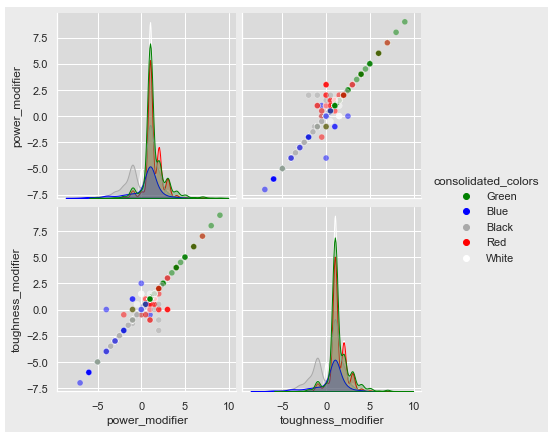 power_modifier
7.5
5.0
2.5
0.0
−2.5
−5.0
−7.5
consolidated_colors
Green
Blue
Black
Red
White
toughness_modifier
7.5
5.0
2.5
0.0
−2.5
−5.0
−7.5
−5 0 5 10
−5 0 5 10
power_modifier
toughness_modifier